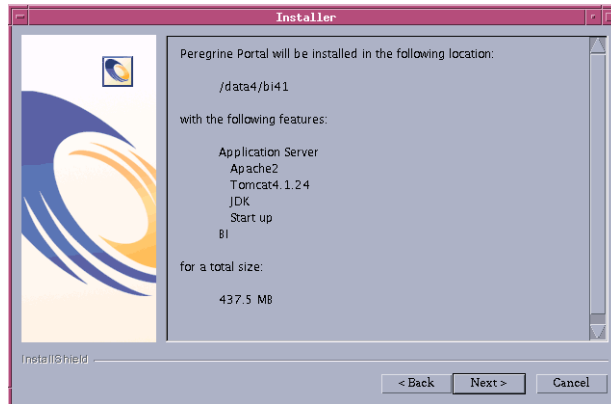 Installer
Peregrine Portal will be installed in the following location:
/data4/bi41
with the following features:
Application Server
Apache2
Tomcat4.1.24
JDK
Start up
BI
for a total size:
437.5 MB
InstallShield
< Back
Next >
Cancel